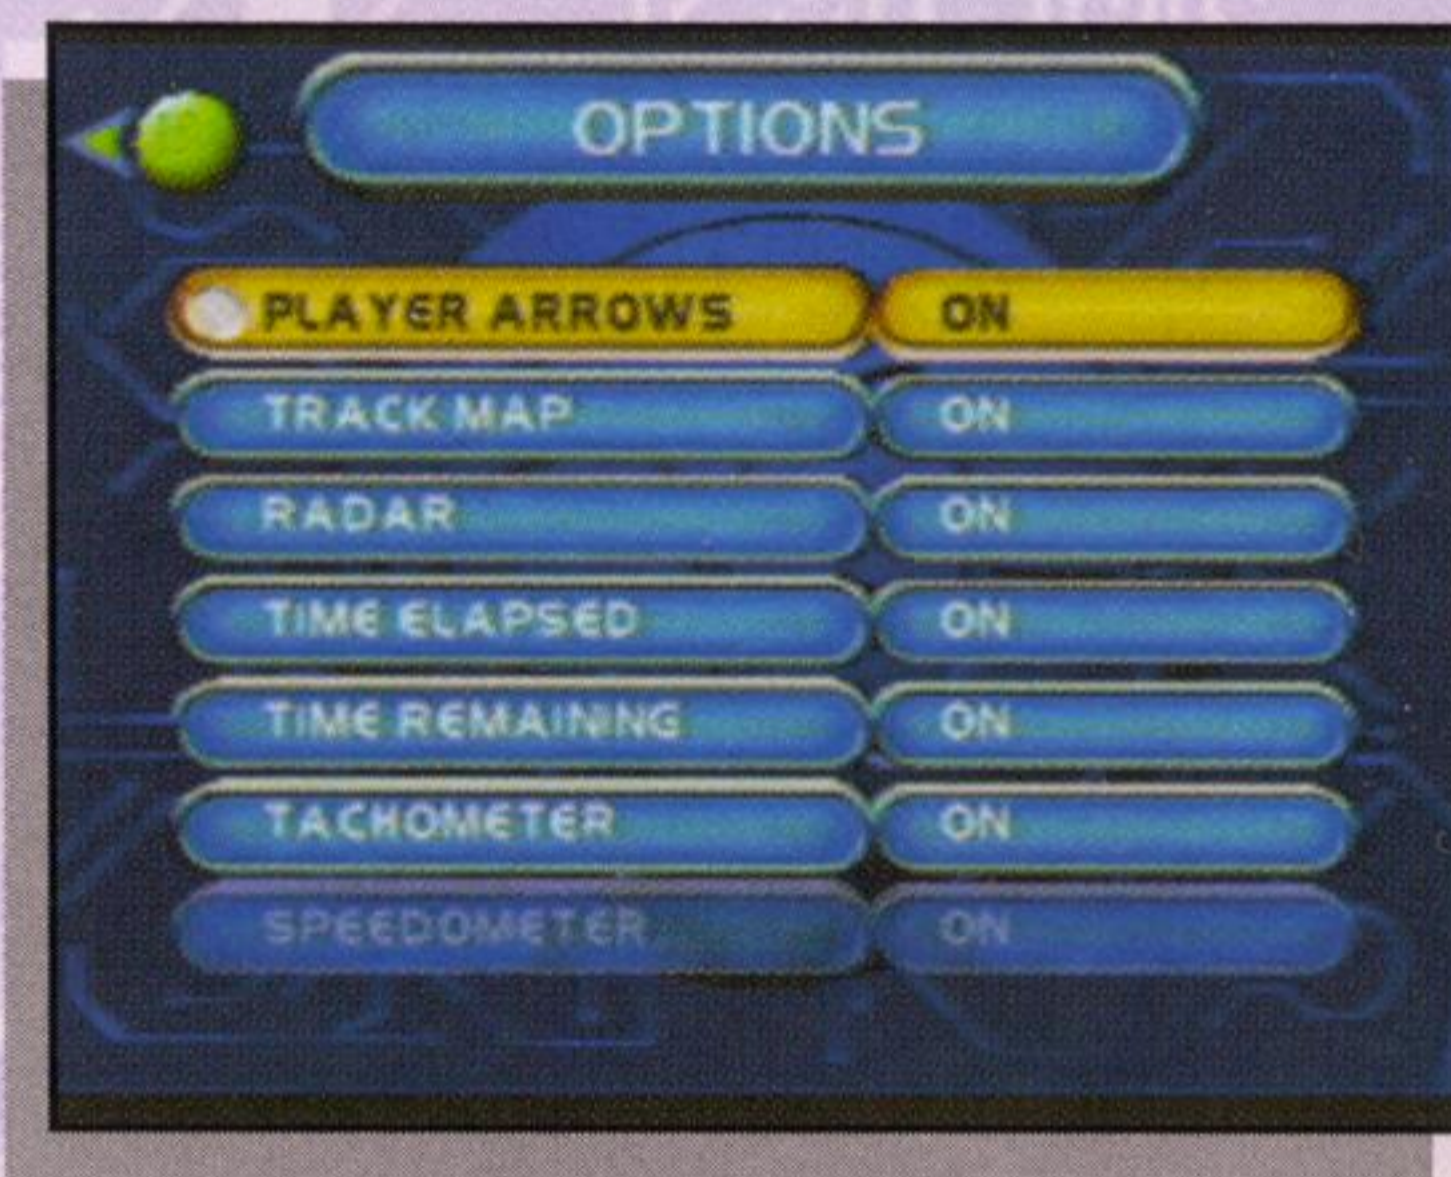 OPTIONS
PLAYER ARROWS ON
TRACK MAP ON
RADAR ON
TIME ELAPSED ON
TIME REMAINING ON
TACHOMETER ON
SPEEDOMETER ON